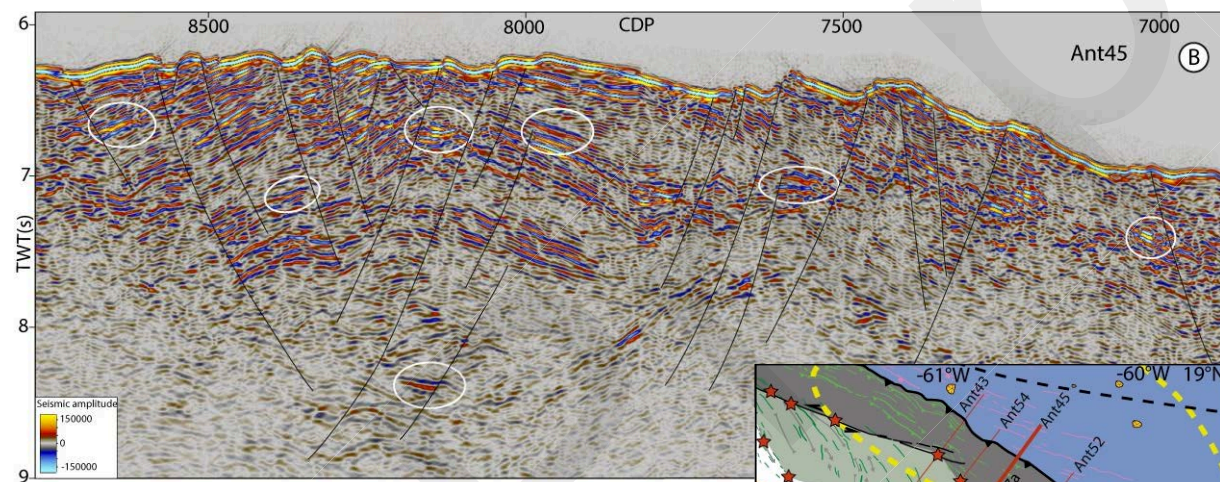 8500 8000 CDP 7500 7000
Ant45 B
6
7
8
9
TWT(s)
Seismic amplitude
150000
0
-150000
-61°W -60°W 19°N
Ant43
Ant54
Ant45
Ant52